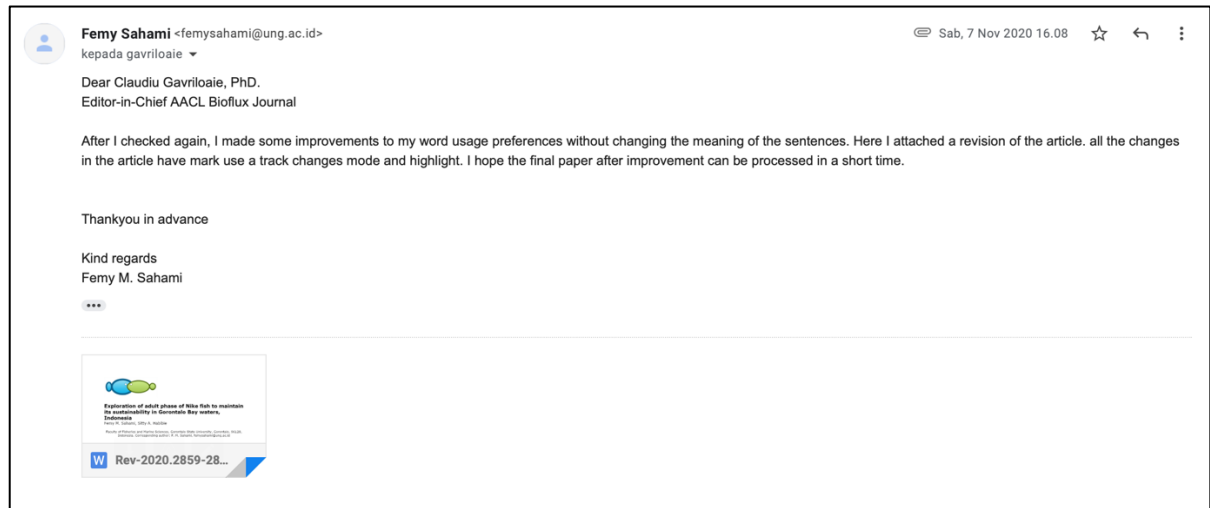 Femy Sahami <femysahami@ung.ac.id>
Sab, 7 Nov 2020 16.08
kepada gavriloaie
Dear Claudiu Gavriloaie, PhD.
Editor-in-Chief AACL Bioflux Journal
After I checked again, I made some improvements to my word usage preferences without changing the meaning of the sentences. Here I attached a revision of the article. all the changes
in the article have mark use a track changes mode and highlight. I hope the final paper after improvement can be processed in a short time.
Thankyou in advance
Kind regards
Femy M. Sahami
Exploration of adult phase of Nike fish to maintain
its sustainability in Gorontalo Bay waters,
Indonesia
W Rev-2020.2859-28...